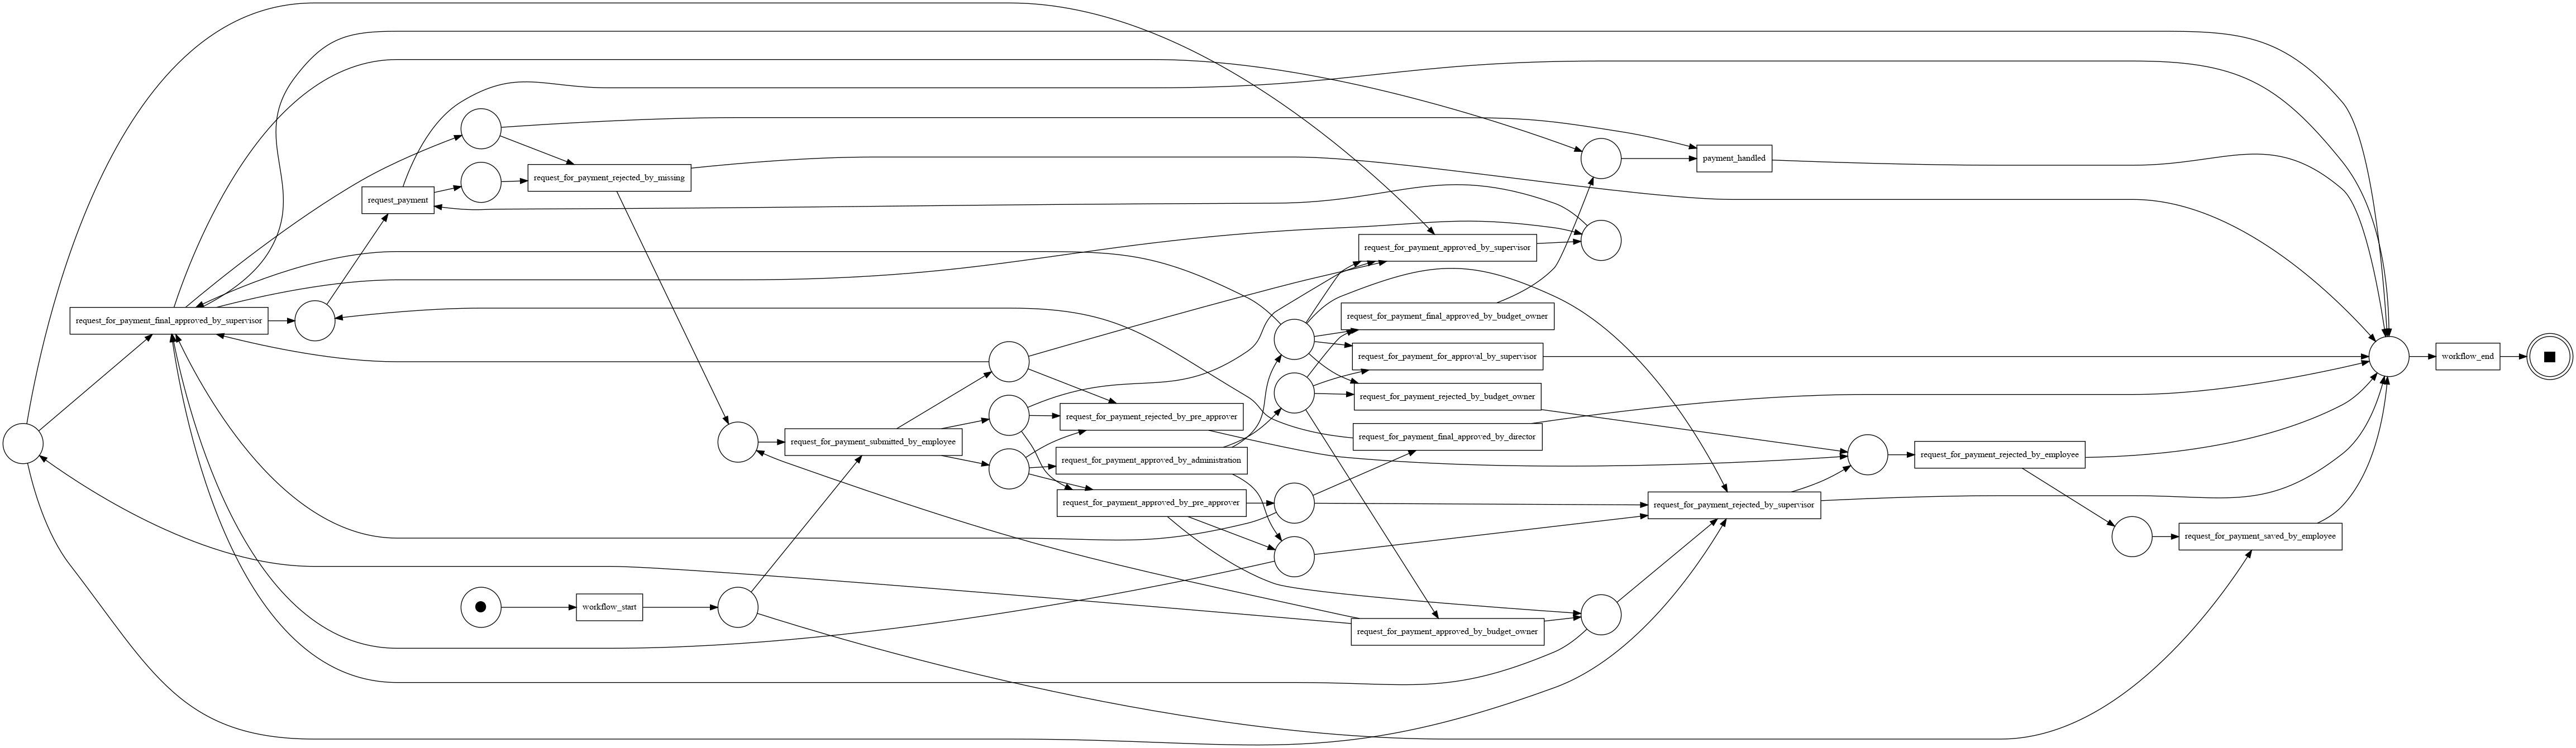 payment_handled
request_for_payment_rejected_by_missing
request_payment
request_for_payment_approved_by_supervisor
request_for_payment_final_approved_by_supervisor
request_for_payment_final_approved_by_budget_owner
request_for_payment_for_approval_by_supervisor
workflow_end
request_for_payment_rejected_by_budget_owner
request_for_payment_rejected_by_pre_approver
request_for_payment_submitted_by_employee
request_for_payment_final_approved_by_director
request_for_payment_rejected_by_employee
request_for_payment_approved_by_administration
request_for_payment_approved_by_pre_approver
request_for_payment_rejected_by_supervisor
request_for_payment_saved_by_employee
workflow_start
request_for_payment_approved_by_budget_owner